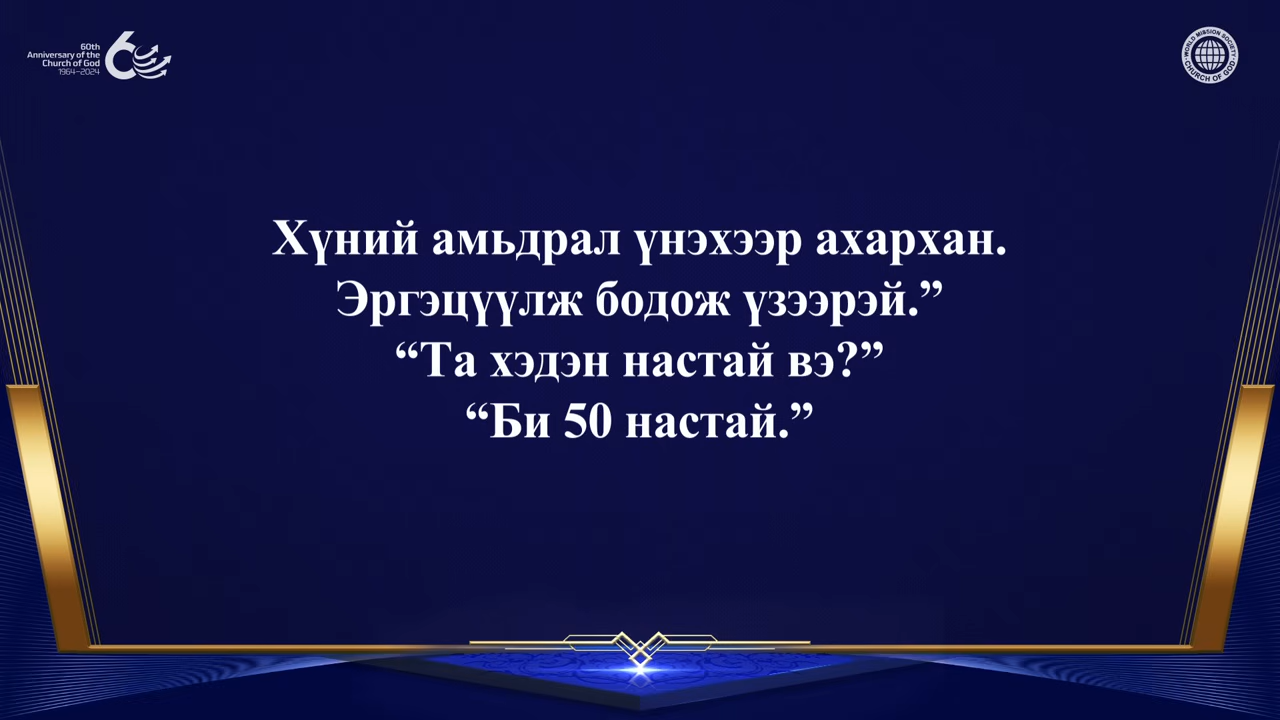 60th
Anniversary of the
Church of God
1964–2024
WORLD MISSION SOCIETY
CHURCH OF GOD
Хүний амьдрал үнэхээр ахархан.
Эргэцүүлж бодож үзээрэй.”
“Та хэдэн настай вэ?”
“Би 50 настай.”